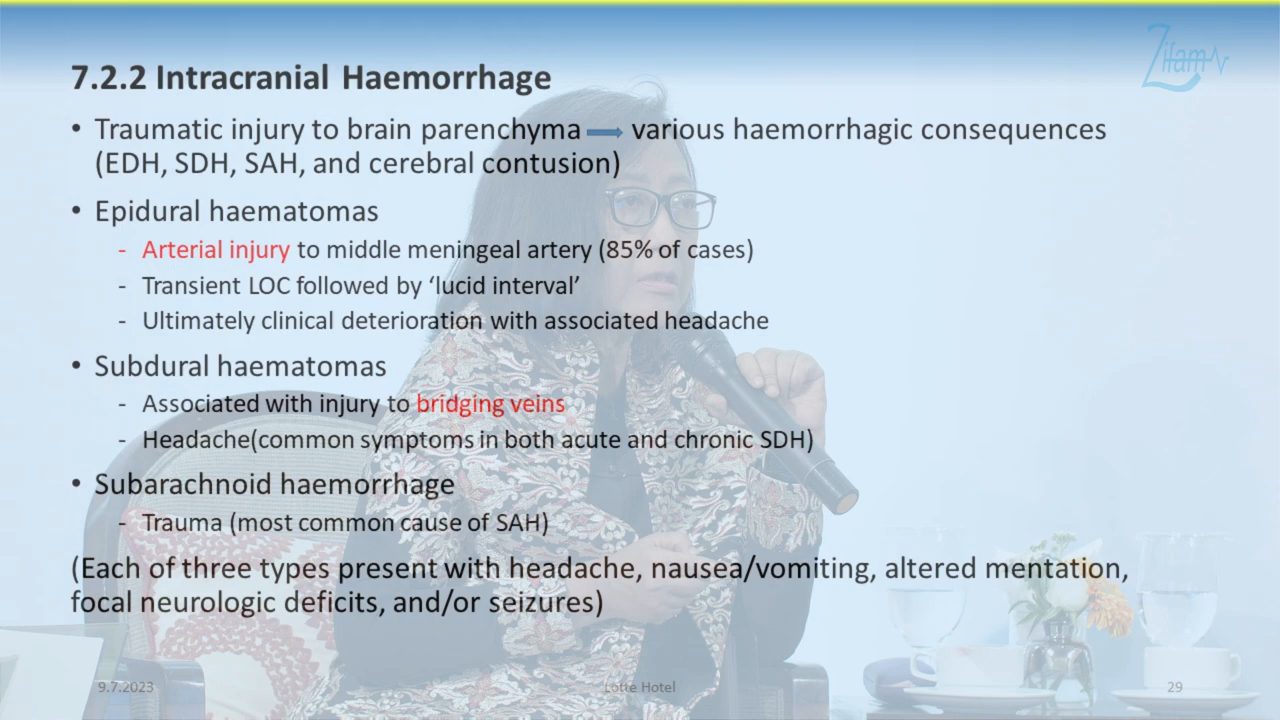 Zifam
7.2.2 Intracranial Haemorrhage
• Traumatic injury to brain parenchyma → various haemorrhagic consequences
(EDH, SDH, SAH, and cerebral contusion)
• Epidural haematomas
- Arterial injury to middle meningeal artery (85% of cases)
- Transient LOC followed by ‘lucid interval’
- Ultimately clinical deterioration with associated headache
• Subdural haematomas
- Associated with injury to bridging veins
- Headache(common symptoms in both acute and chronic SDH)
• Subarachnoid haemorrhage
- Trauma (most common cause of SAH)
(Each of three types present with headache, nausea/vomiting, altered mentation,
focal neurologic deficits, and/or seizures)
9.7.2023 Lotte Hotel 29